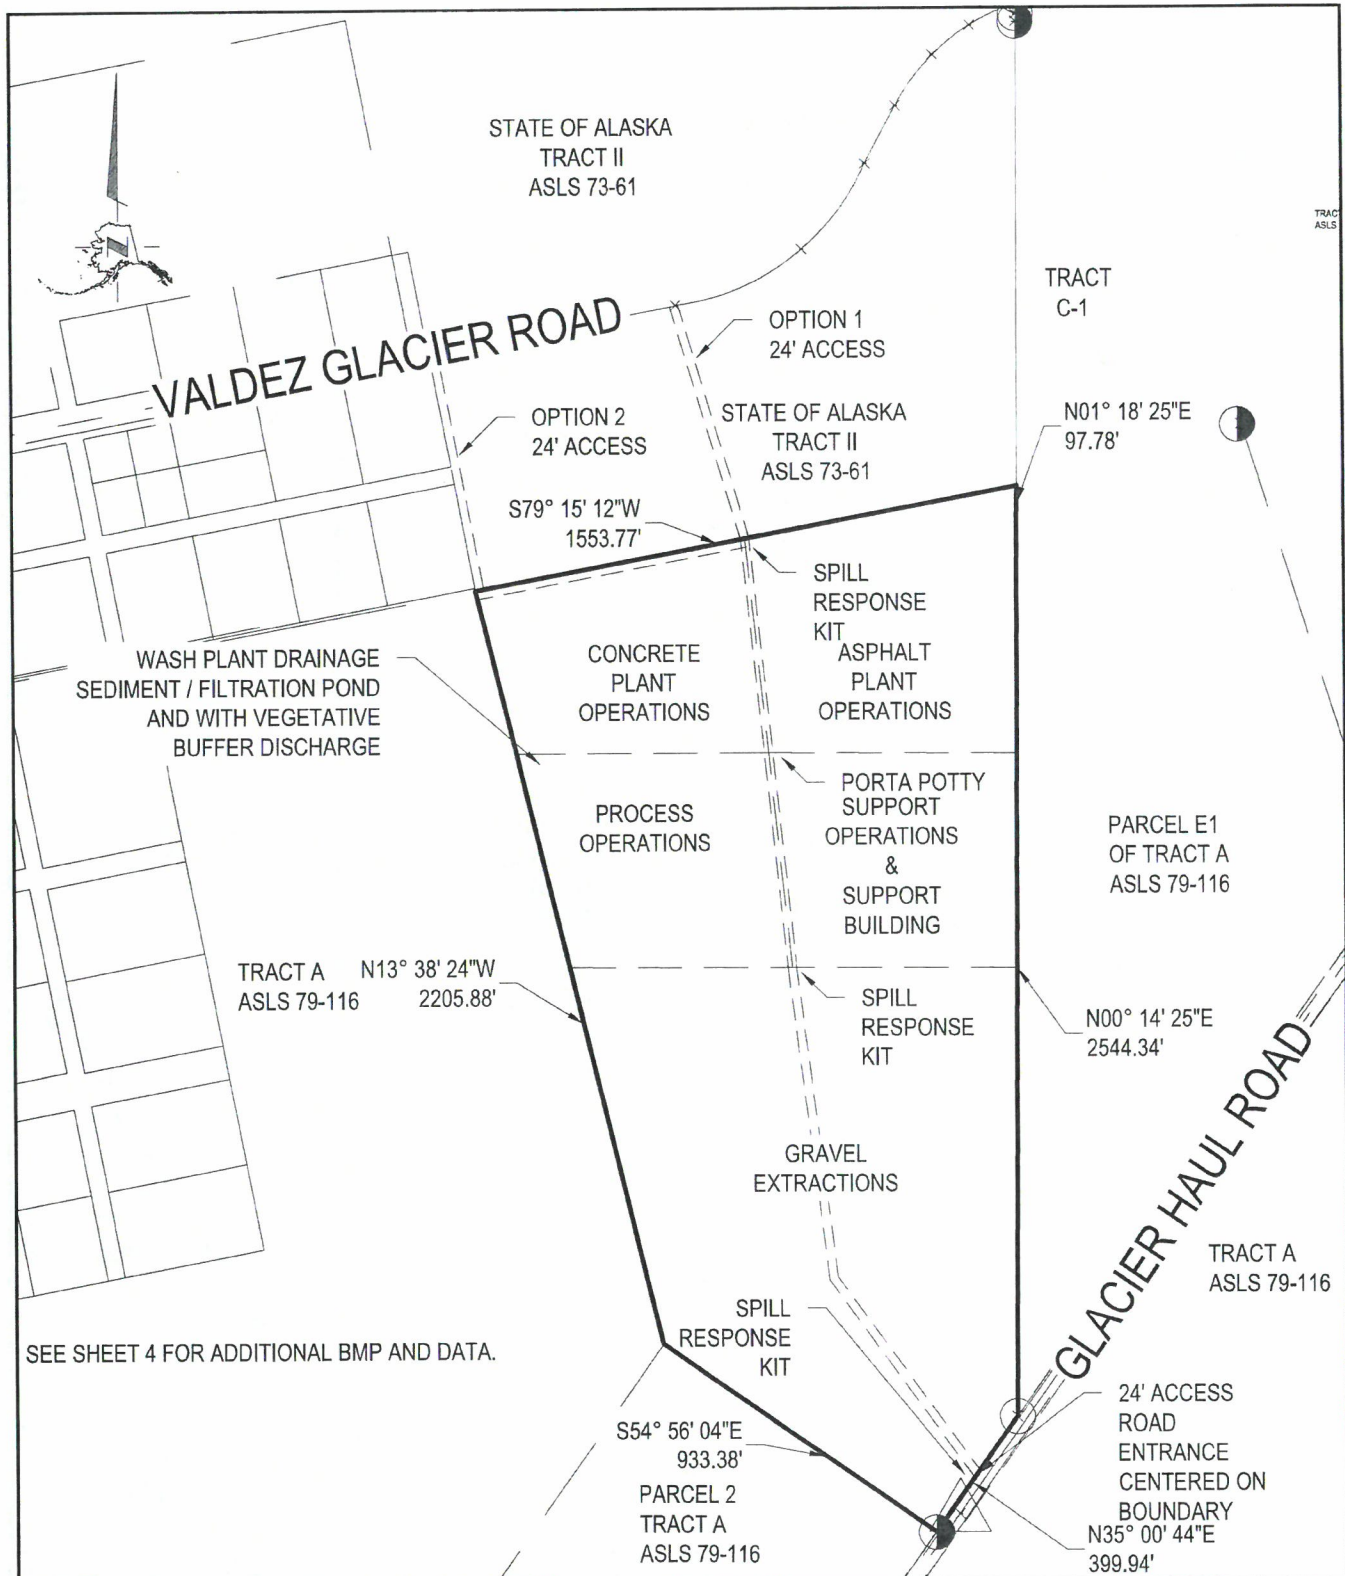 STATE OF ALASKA
TRACT II
ASLS 73-61
TRAC
ASLS
TRACT
C-1
VALDEZ GLACIER ROAD
OPTION 1
24' ACCESS
OPTION 2
24' ACCESS
STATE OF ALASKA
TRACT II
ASLS 73-61
N01° 18' 25"E
97.78'
S79° 15' 12"W
1553.77'
SPILL
RESPONSE
KIT
WASH PLANT DRAINAGE
SEDIMENT / FILTRATION POND
AND WITH VEGETATIVE
BUFFER DISCHARGE
CONCRETE
PLANT
OPERATIONS
ASPHALT
PLANT
OPERATIONS
PORTA POTTY
SUPPORT
OPERATIONS
&
SUPPORT
BUILDING
PROCESS
OPERATIONS
PARCEL E1
OF TRACT A
ASLS 79-116
TRACT A
ASLS 79-116
N13° 38' 24"W
2205.88'
SPILL
RESPONSE
KIT
N00° 14' 25"E
2544.34'
GRAVEL
EXTRACTIONS
GLACIER HAUL ROAD
TRACT A
ASLS 79-116
SPILL
RESPONSE
KIT
SEE SHEET 4 FOR ADDITIONAL BMP AND DATA.
24' ACCESS
ROAD
ENTRANCE
CENTERED ON
BOUNDARY
S54° 56' 04"E
933.38'
PARCEL 2
TRACT A
ASLS 79-116
N35° 00' 44"E
399.94'